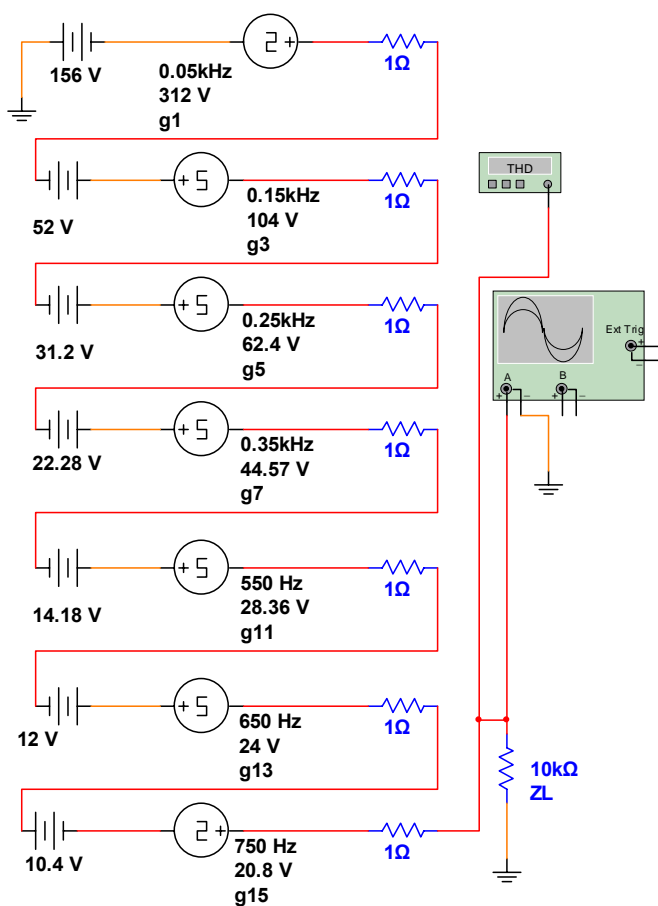 156 V
0.05kHz
312 V
g1
1Ω
52 V
0.15kHz
104 V
g3
1Ω
THD
31.2 V
0.25kHz
62.4 V
g5
1Ω
Ext Trig
+
−
A
B
+
−
+
−
22.28 V
0.35kHz
44.57 V
g7
1Ω
14.18 V
550 Hz
28.36 V
g11
1Ω
12 V
650 Hz
24 V
g13
1Ω
10kΩ
ZL
10.4 V
750 Hz
20.8 V
g15
1Ω